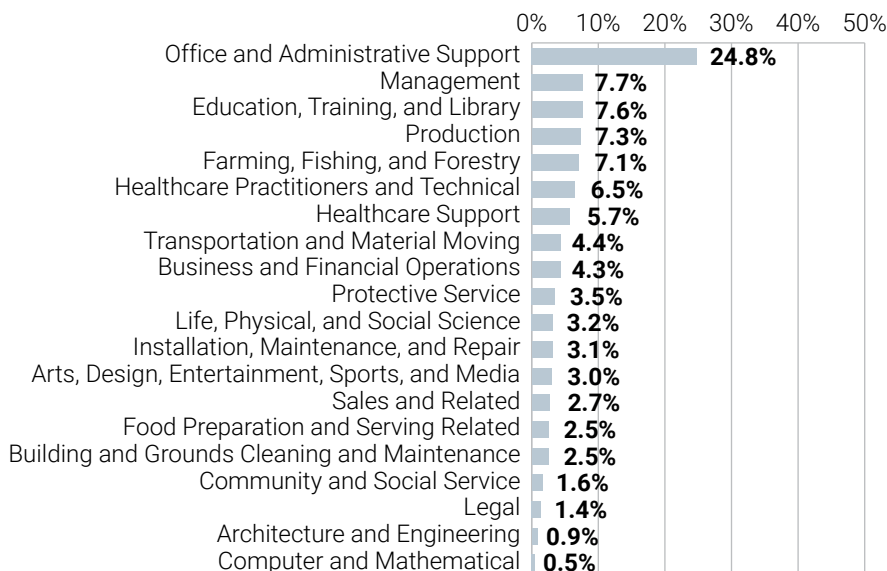 0% 10% 20% 30% 40% 50%
Office and Administrative Support 24.8%
Management 7.7%
Education, Training, and Library 7.6%
Production 7.3%
Farming, Fishing, and Forestry 7.1%
Healthcare Practitioners and Technical 6.5%
Healthcare Support 5.7%
Transportation and Material Moving 4.4%
Business and Financial Operations 4.3%
Protective Service 3.5%
Life, Physical, and Social Science 3.2%
Installation, Maintenance, and Repair 3.1%
Arts, Design, Entertainment, Sports, and Media 3.0%
Sales and Related 2.7%
Food Preparation and Serving Related 2.5%
Building and Grounds Cleaning and Maintenance 2.5%
Community and Social Service 1.6%
Legal 1.4%
Architecture and Engineering 0.9%
Computer and Mathematical 0.5%